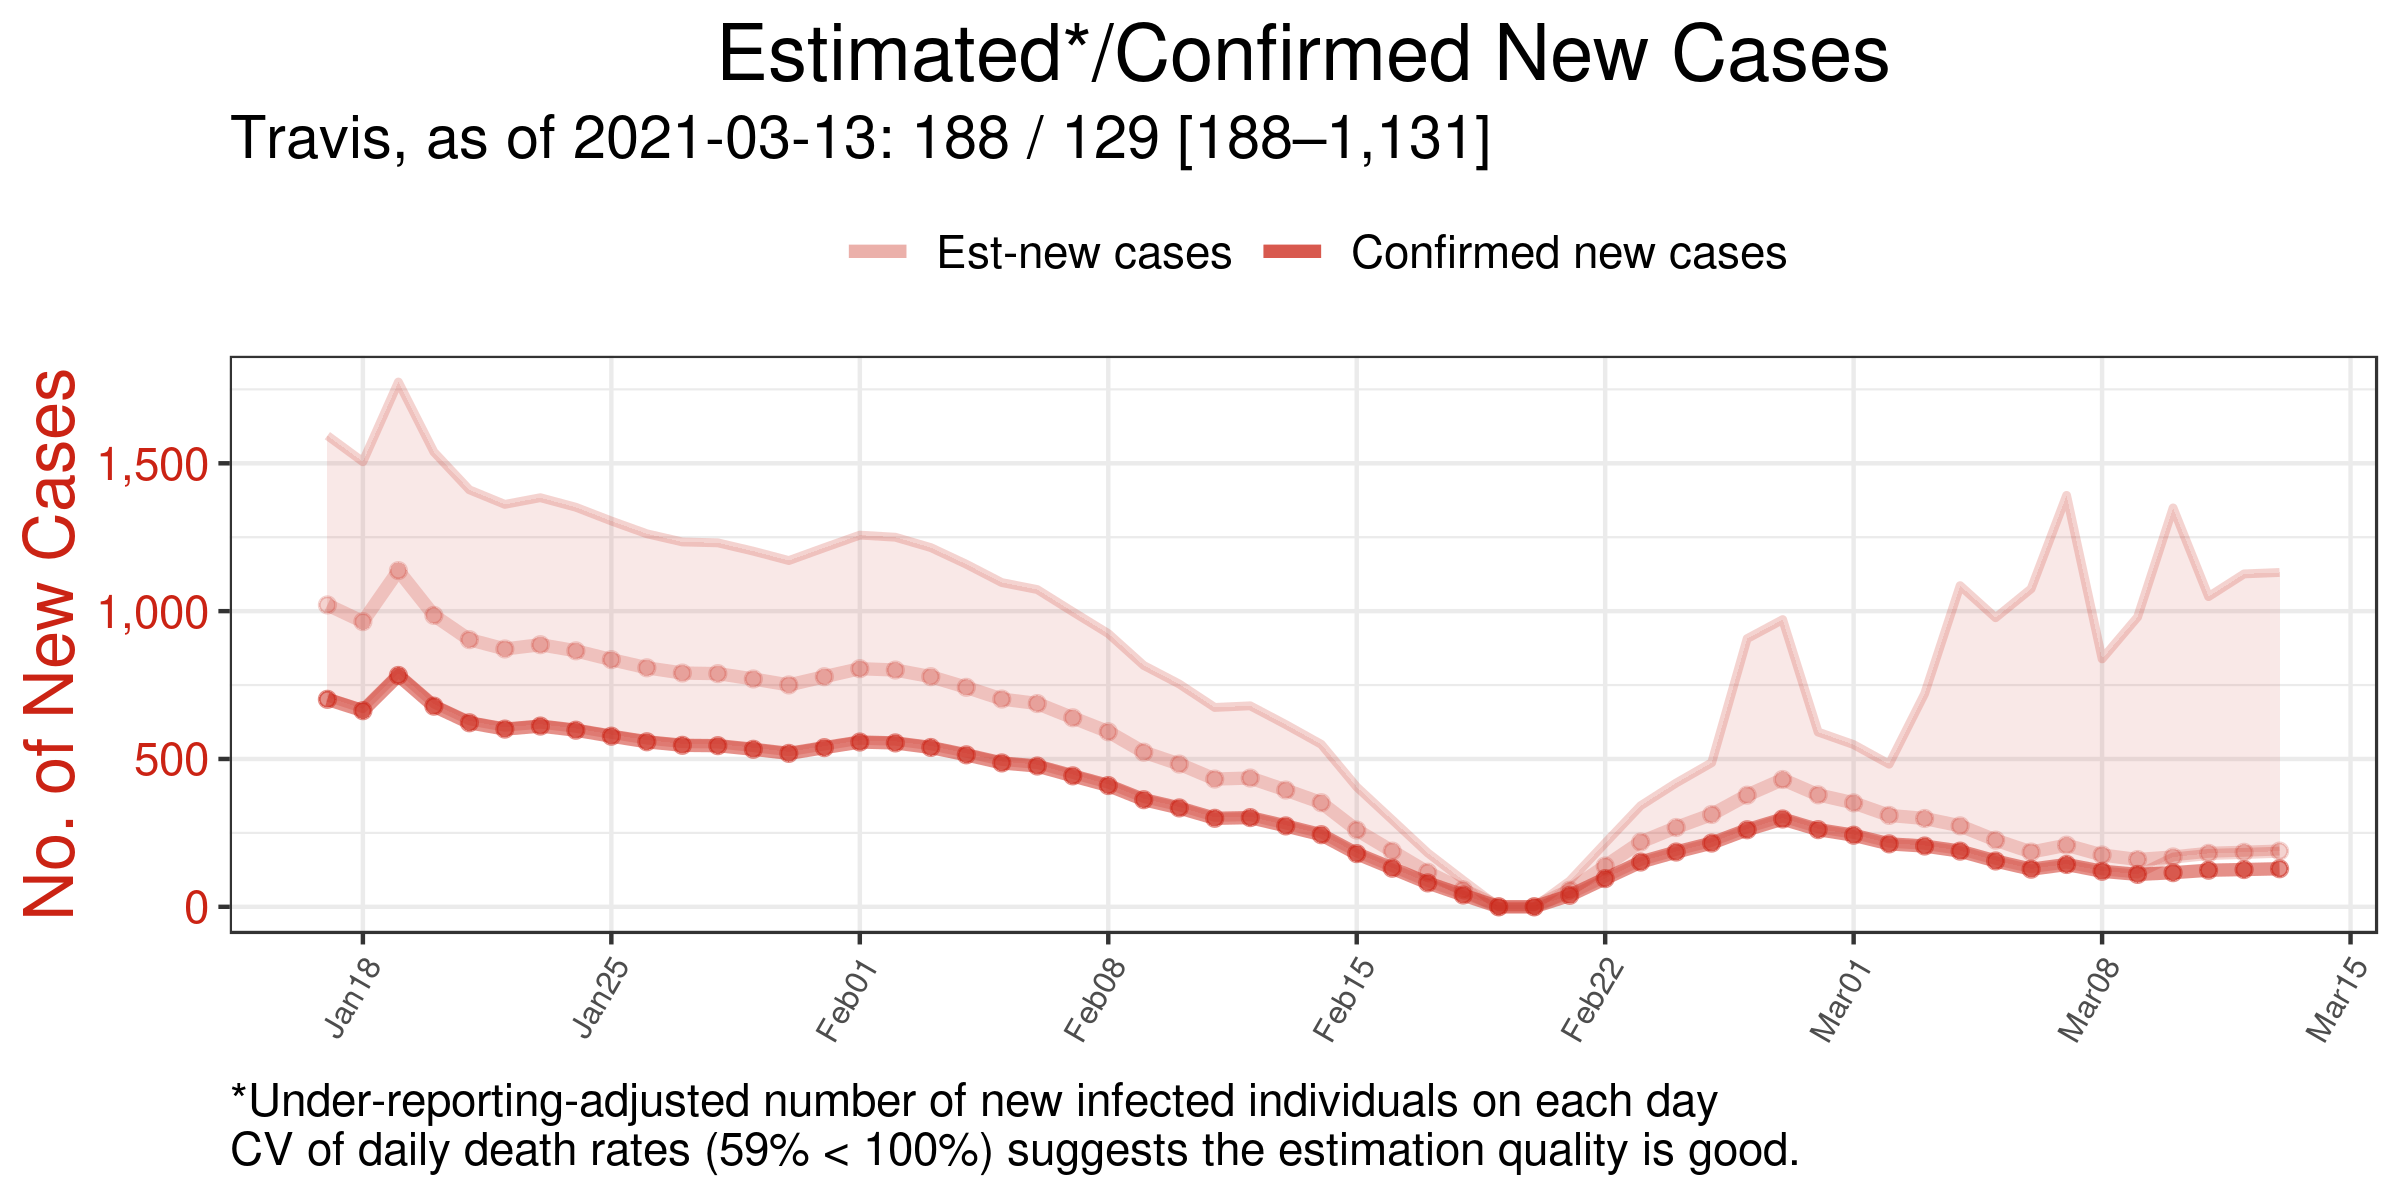 Estimated*/Confirmed New Cases
Travis, as of 2021-03-13: 188 / 129 [188–1,131]
Est-new cases
Confirmed new cases
No. of New Cases
1,500
1,000
500
0
Jan18
Jan25
Feb01
Feb08
Feb15
Feb22
Mar01
Mar08
Mar15
*Under-reporting-adjusted number of new infected individuals on each day
CV of daily death rates (59% < 100%) suggests the estimation quality is good.